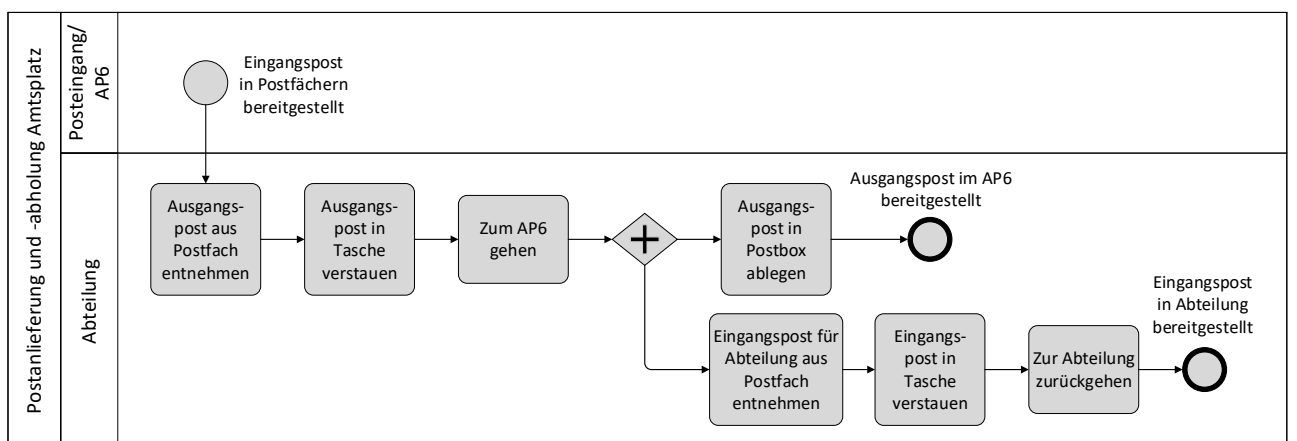 Postanlieferung und -abholung Amtsplatz
Posteingang/
AP6
Eingangspost
in Postfächern
bereitgestellt
Abteilung
Ausgangs-
post aus
Postfach
entnehmen
Ausgangs-
post in
Tasche
verstauen
Zum AP6
gehen
Ausgangs-
post in
Postbox
ablegen
Ausgangspost im AP6
bereitgestellt
Eingangspost für
Abteilung aus
Postfach
entnehmen
Eingangs-
post in
Tasche
verstauen
Zur Abteilung
zurückgehen
Eingangspost
in Abteilung
bereitgestellt